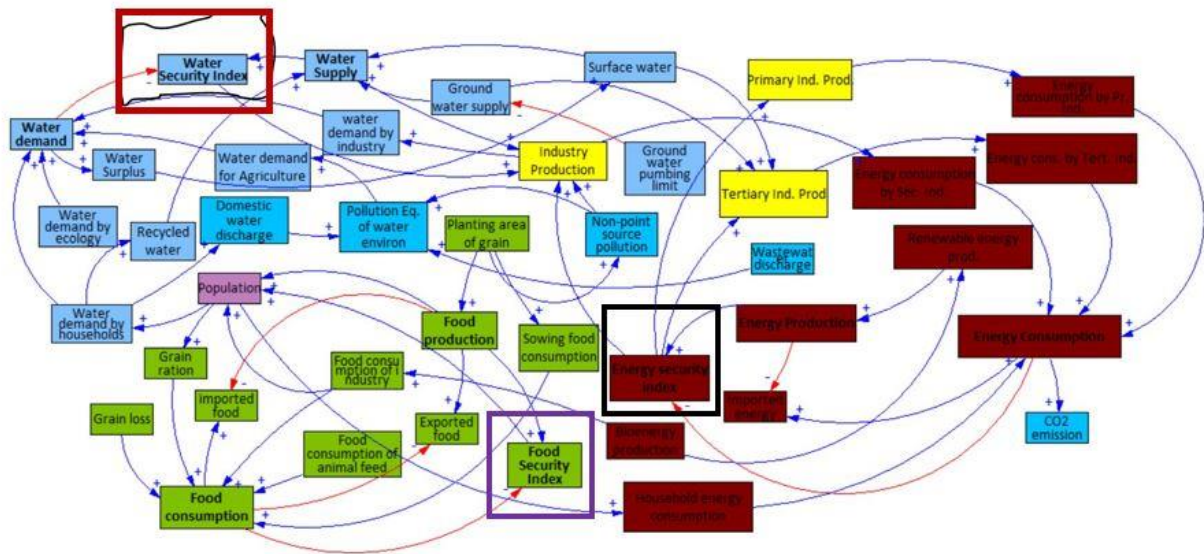 Water
Security Index
Water
Supply
Surface water
Primary Ind. Prod.
Energy
consumption by Pr.
Ind.
Ground
water supply
Water
demand
water
demand by
industry
Industry
Production
Ground
water
pumbing
limit
Energy cons. by Tert. Ind.
Water
Surplus
Water demand
for Agriculture
Tertiary Ind. Prod
Energy consumption
by Sec. Ind.
Water
demand by
ecology
Recycled
water
Domestic
water
discharge
Pollution Eq.
of water
environ
Planting area
of grain
Non-point
source
pollution
Renewable energy
prod.
Wastewat
discharge
Population
Water
demand by
households
Food
production
Sowing food
consumption
Energy Production
Energy Consumption
Grain
ration
Food consu
mption of i
ndustry
Energy security
index
imported
food
Imported
energy
Grain loss
Exported
food
Bioenergy
production
CO2
emission
Food
consumption of
animal feed
Food
Security
Index
Food
consumption
Household energy
consumption